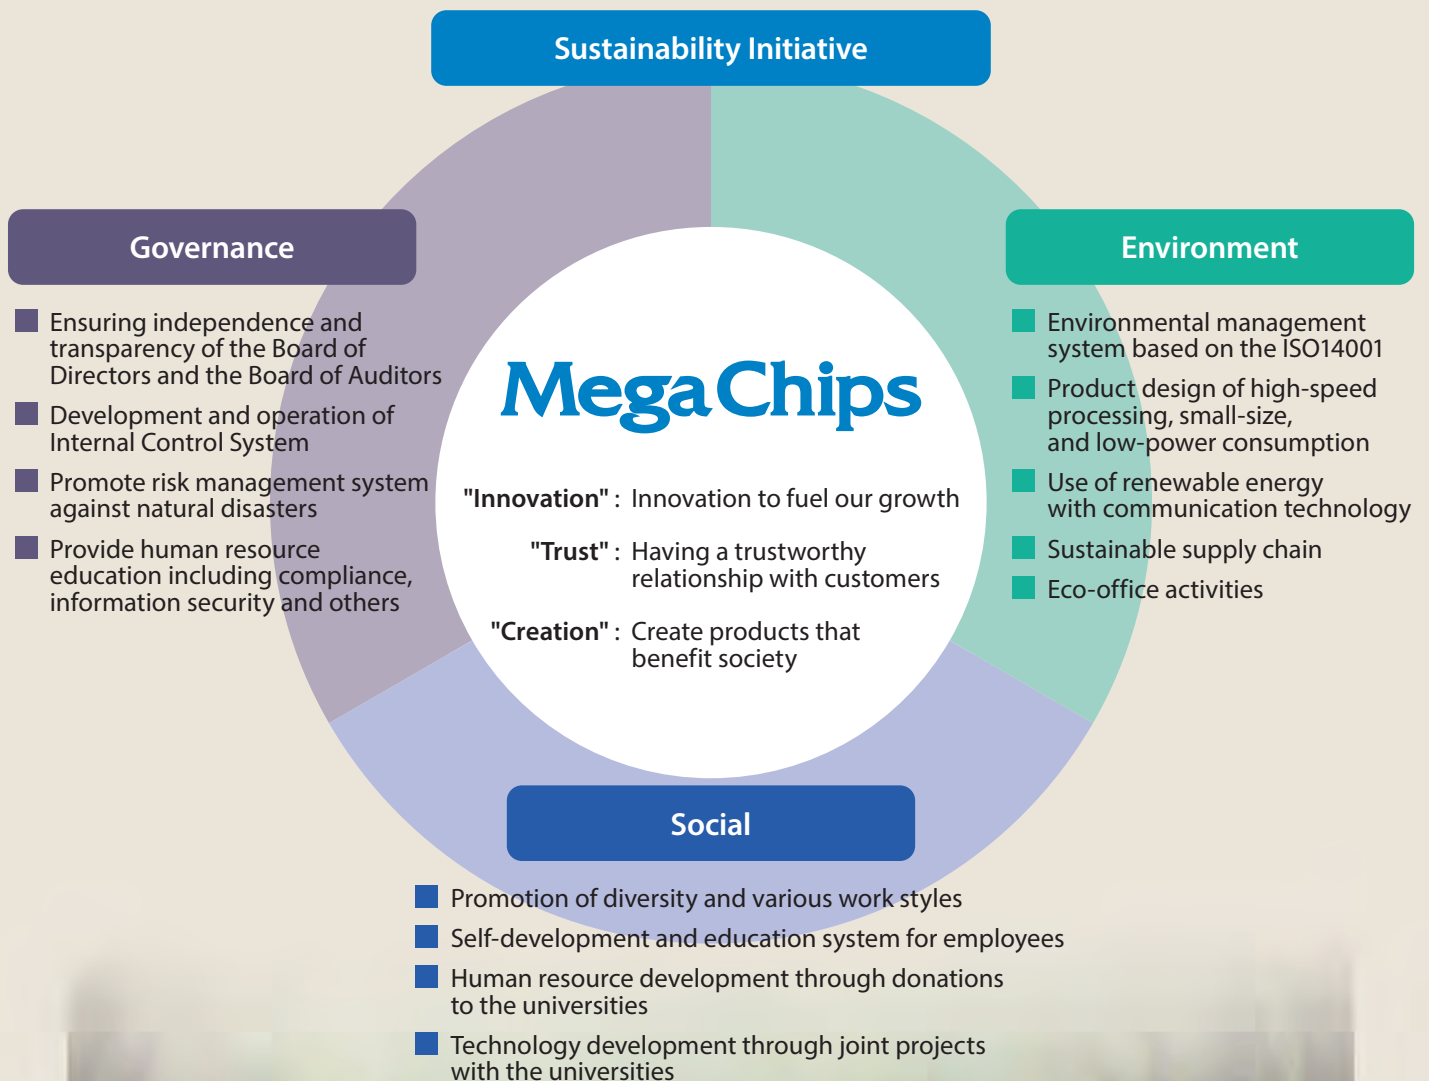 Sustainability Initiative
Governance
■ Ensuring independence and
transparency of the Board of
Directors and the Board of Auditors
■ Development and operation of
Internal Control System
■ Promote risk management system
against natural disasters
■ Provide human resource
education including compliance,
information security and others
MegaChips
"Innovation" : Innovation to fuel our growth
"Trust" : Having a trustworthy
relationship with customers
"Creation" : Create products that
benefit society
Environment
■ Environmental management
system based on the ISO14001
■ Product design of high-speed
processing, small-size,
and low-power consumption
■ Use of renewable energy
with communication technology
■ Sustainable supply chain
■ Eco-office activities
Social
■ Promotion of diversity and various work styles
■ Self-development and education system for employees
■ Human resource development through donations
to the universities
■ Technology development through joint projects
with the universities